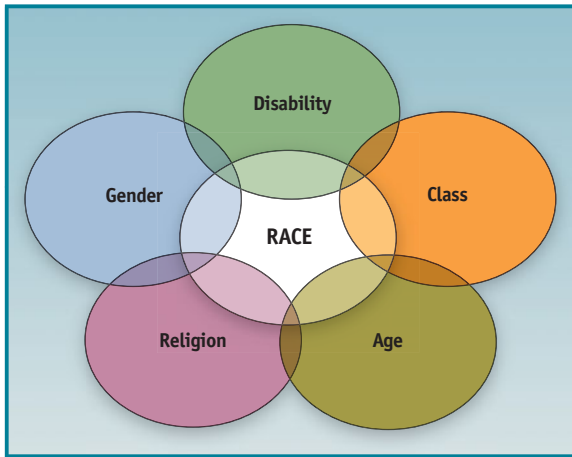 Disability
Gender
Class
RACE
Religion
Age